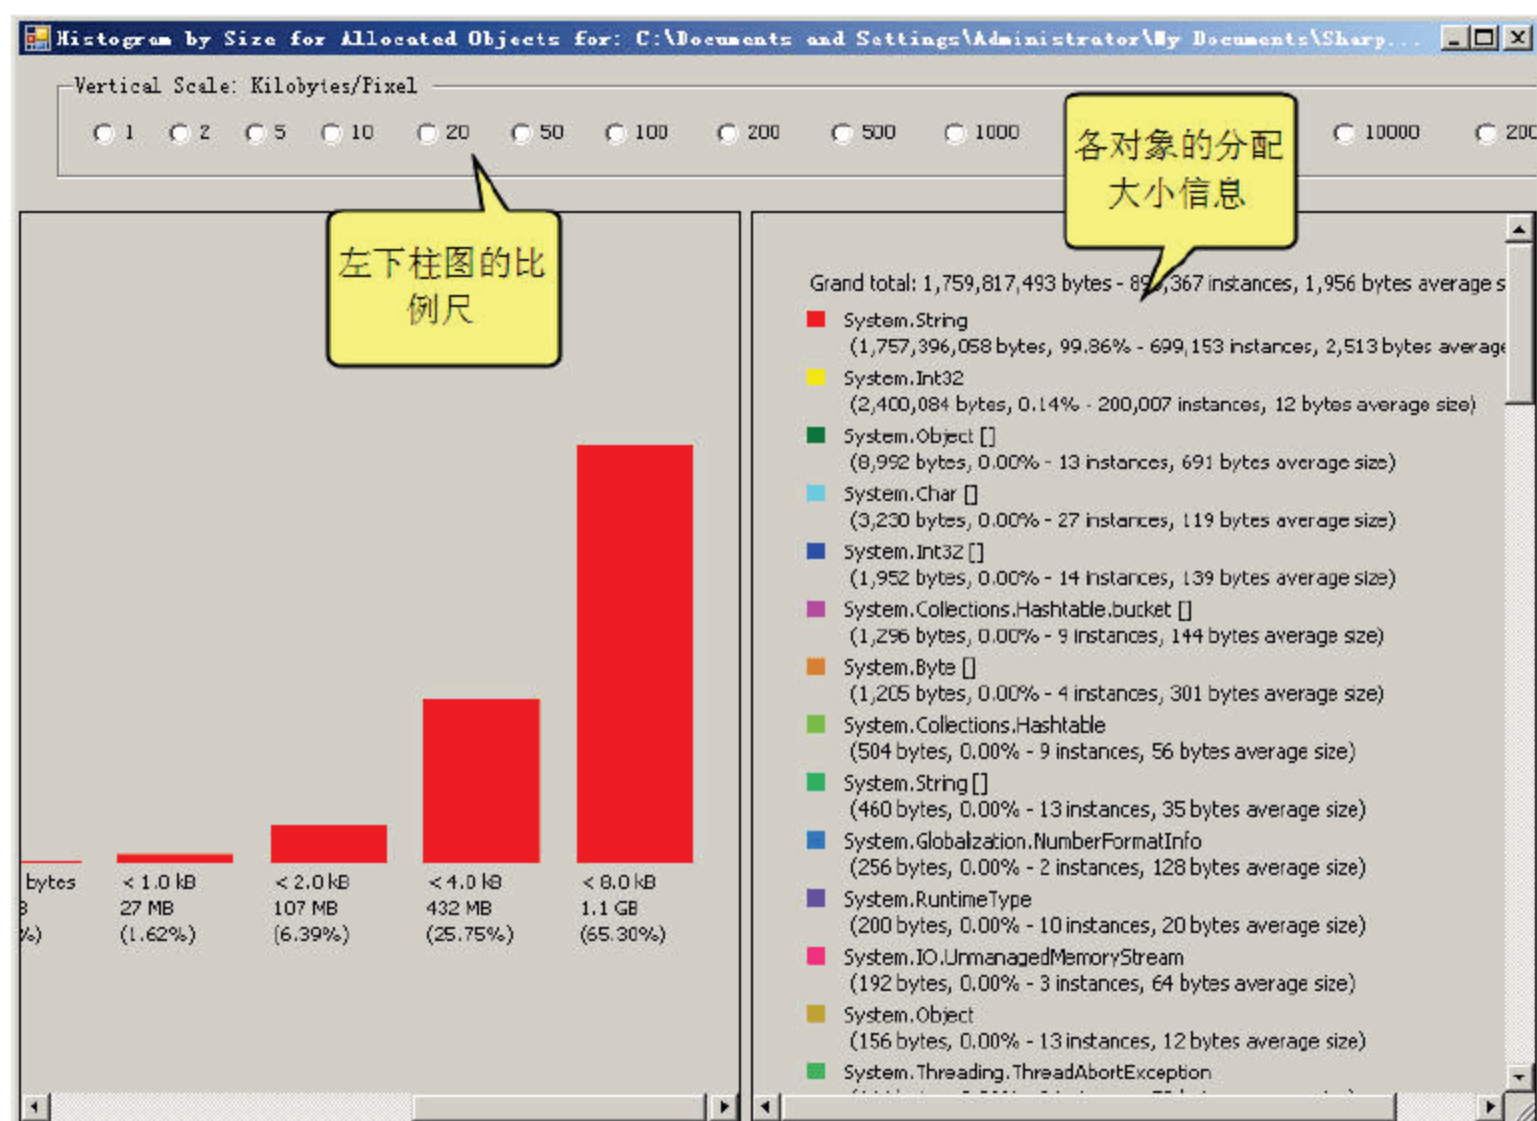 Histogram by Size for Allocated Objects for: C:\Documents and Settings\Administrator\My Documents\Sharp...
Vertical Scale: Kilobytes/Pixel
1 2 5 10 20 50 100 200 500 1000 10000 200
各对象的分配
大小信息
左下柱图的比
例尺
Grand total: 1,759,817,493 bytes - 89 ,367 instances, 1,956 bytes average s
System.String
(1,757,396,058 bytes, 99.86% - 699,153 instances, 2,513 bytes average
System.Int32
(2,400,084 bytes, 0.14% - 200,007 instances, 12 bytes average size)
System.Object []
(8,992 bytes, 0.00% - 13 instances, 691 bytes average size)
System.Char []
(3,230 bytes, 0.00% - 27 instances, 119 bytes average size)
System.Int32 []
(1,952 bytes, 0.00% - 14 instances, 139 bytes average size)
System.Collections.Hashtable.bucket []
(1,296 bytes, 0.00% - 9 instances, 144 bytes average size)
System.Byte []
(1,205 bytes, 0.00% - 4 instances, 301 bytes average size)
System.Collections.Hashtable
(504 bytes, 0.00% - 9 instances, 56 bytes average size)
System.String []
(460 bytes, 0.00% - 13 instances, 35 bytes average size)
System.Globalization.NumberFormatInfo
(256 bytes, 0.00% - 2 instances, 128 bytes average size)
System.RuntimeType
(200 bytes, 0.00% - 10 instances, 20 bytes average size)
System.IO.UnmanagedMemoryStream
(192 bytes, 0.00% - 3 instances, 64 bytes average size)
System.Object
(156 bytes, 0.00% - 13 instances, 12 bytes average size)
System.Threading.ThreadAbortException
bytes < 1.0 kB < 2.0 kB < 4.0 kB < 8.0 kB
27 MB 107 MB 432 MB 1.1 GB
%) (1.62%) (6.39%) (25.75%) (65.30%)